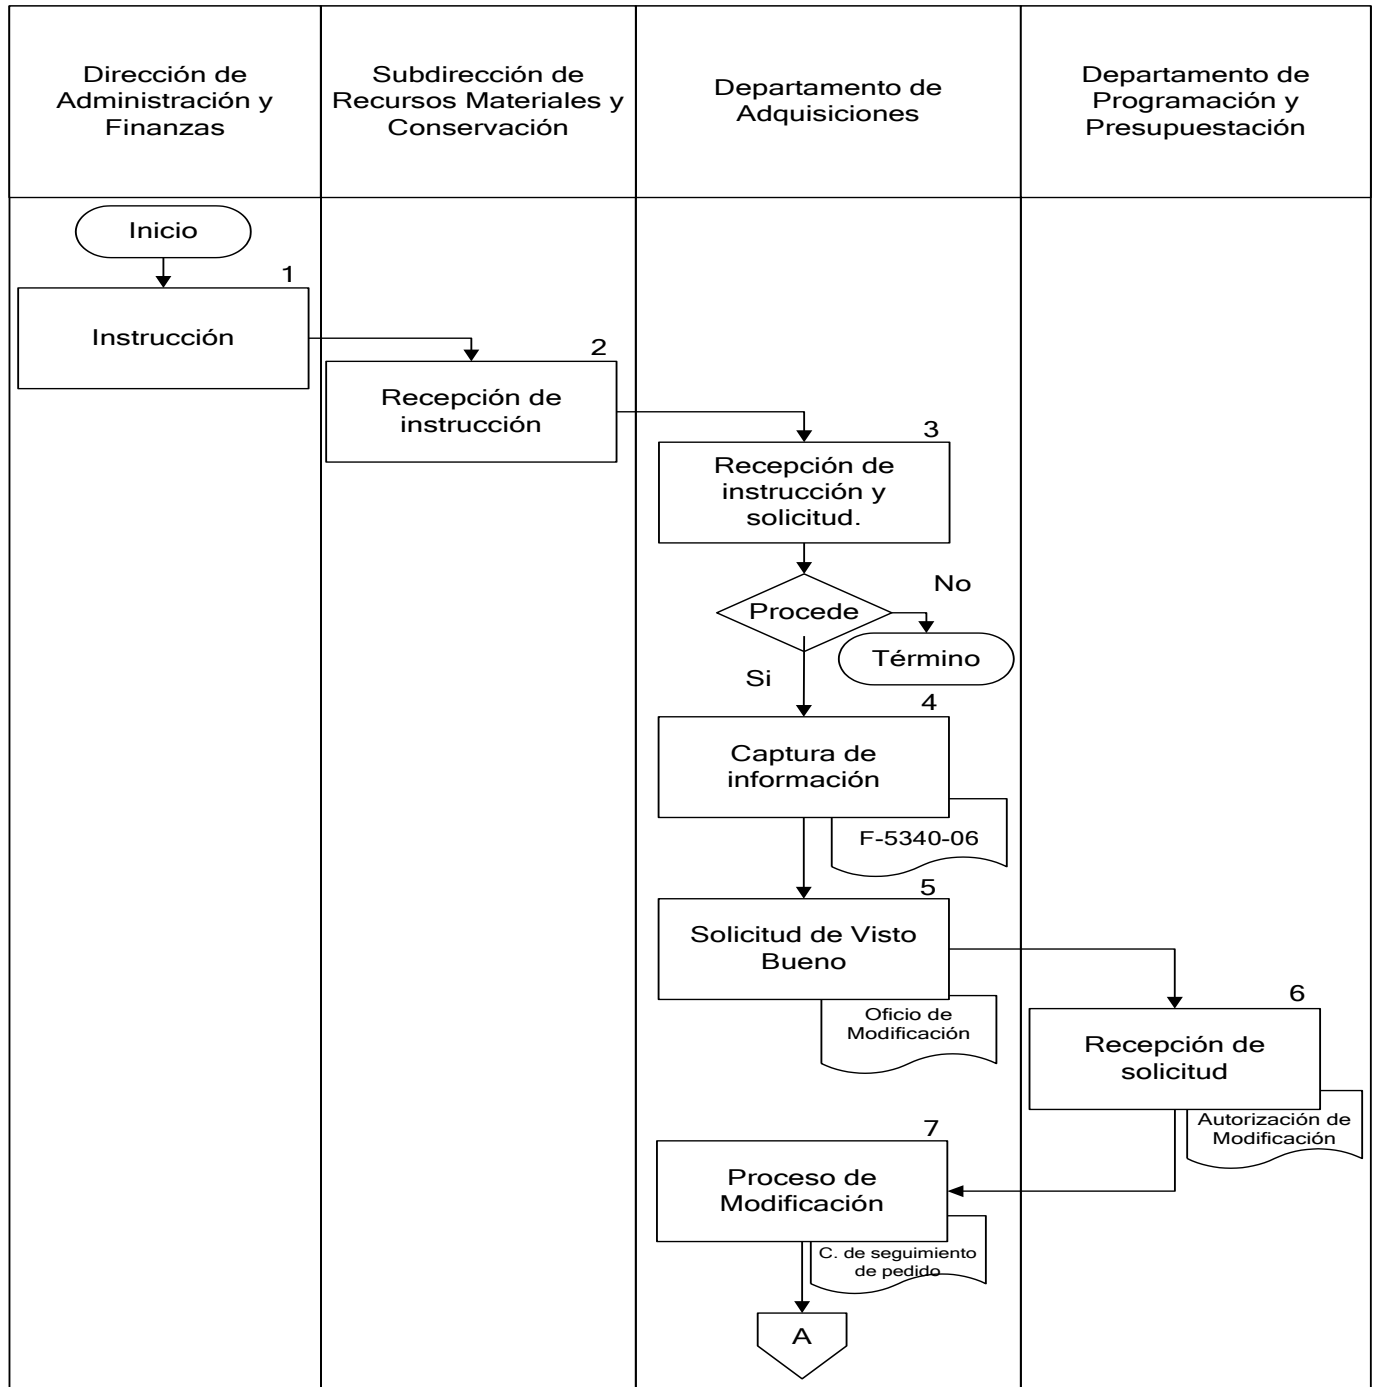 Dirección de
Administración y
Finanzas
Subdirección de
Recursos Materiales y
Conservación
Departamento de
Adquisiciones
Departamento de
Programación y
Presupuestación
Inicio
1
Instrucción
2
Recepción de
instrucción
3
Recepción de
instrucción y
solicitud.
Procede
No
Término
Si
4
Captura de
información
F-5340-06
5
Solicitud de Visto
Bueno
Oficio de
Modificación
6
Recepción de
solicitud
Autorización de
Modificación
7
Proceso de
Modificación
C. de seguimiento
de pedido
A